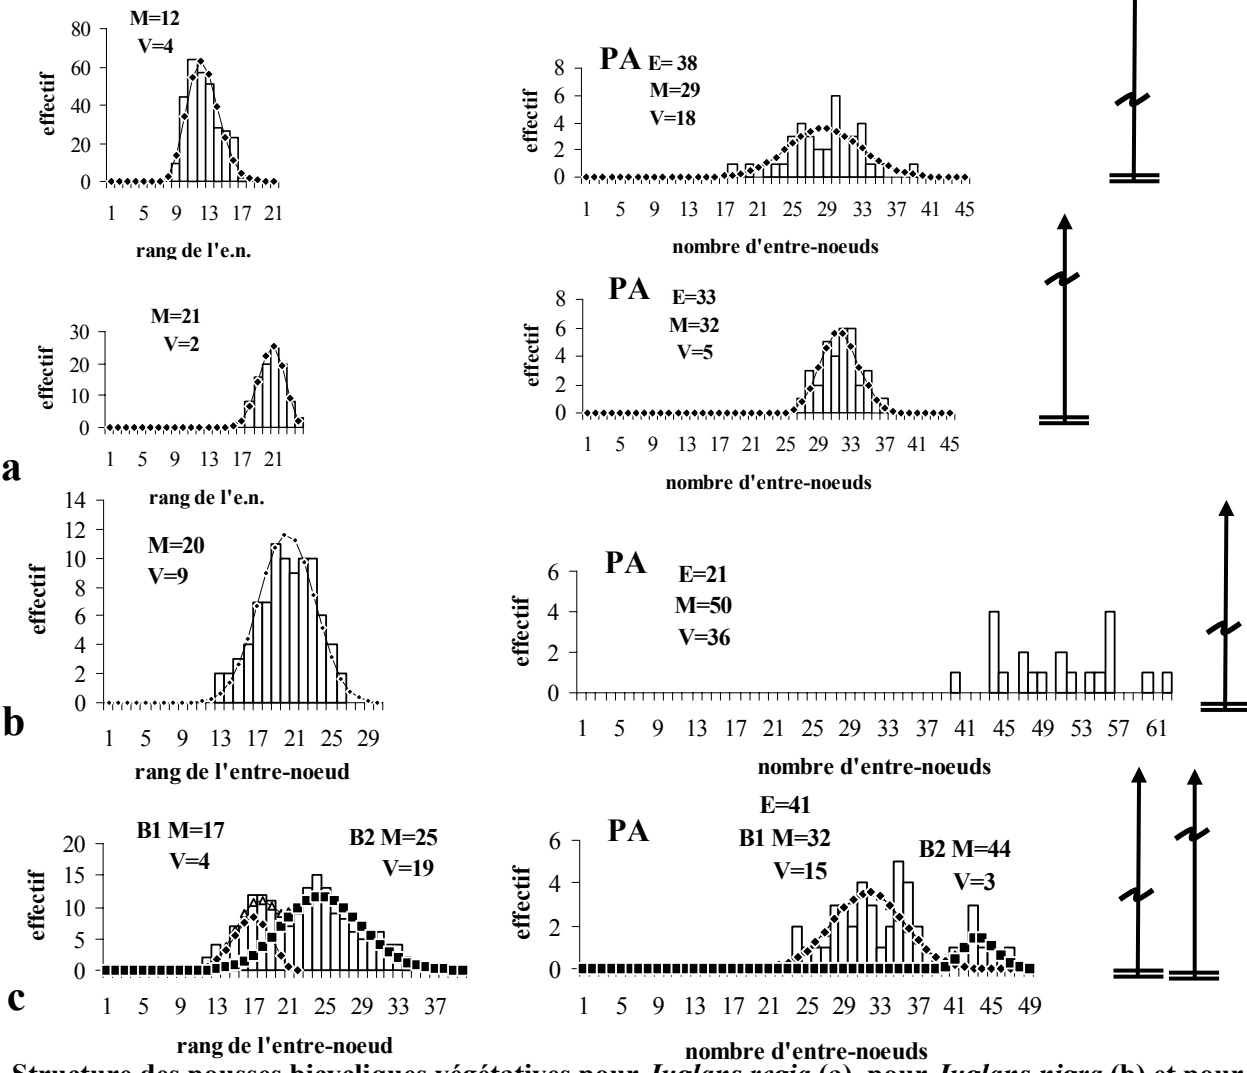 M=12
V=4
80
60
40
20
0
effectif
1 5 9 13 17 21
rang de l'e.n.
PA E= 38
M=29
V=18
8
6
4
2
0
effectif
1 5 9 13 17 21 25 29 33 37 41 45
nombre d'entre-noeuds
M=21
V=2
30
20
10
0
effectif
1 5 9 13 17 21
rang de l'e.n.
PA E=33
M=32
V=5
8
6
4
2
0
effectif
1 5 9 13 17 21 25 29 33 37 41 45
nombre d'entre-noeuds
a
M=20
V=9
14
12
10
8
6
4
2
0
effectif
1 5 9 13 17 21 25 29
rang de l'entre-noeud
PA
E=21
M=50
V=36
6
4
2
0
effectif
1 5 9 13 17 21 25 29 33 37 41 45 49 53 57 61
nombre d'entre-noeuds
b
B1 M=17
V=4
B2 M=25
V=19
20
15
10
5
0
effectif
1 5 9 13 17 21 25 29 33 37
rang de l'entre-noeud
PA
E=41
B1 M=32
V=15
B2 M=44
V=3
6
4
2
0
effectif
1 5 9 13 17 21 25 29 33 37 41 45 49
nombre d'entre-noeuds
c
Structure des pousses bicycliques végétatives pour Juglans regia (a), pour Juglans nigra (b) et pour